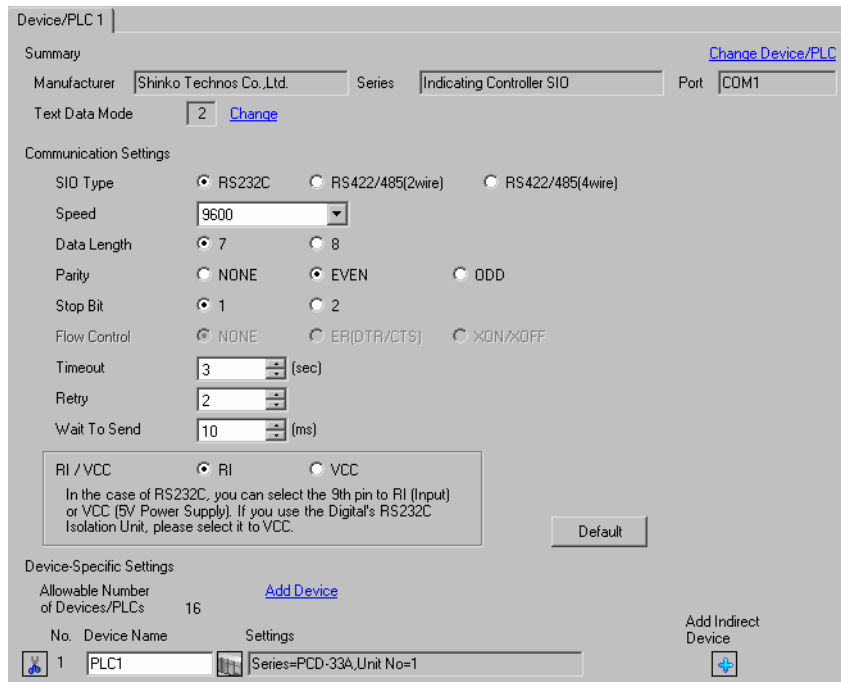 Device/PLC 1
Summary
Change Device/PLC
Manufacturer Shinko Technos Co.,Ltd. Series Indicating Controller SIO Port COM1
Text Data Mode 2 Change
Communication Settings
SIO Type RS232C RS422/485(2wire) RS422/485(4wire)
Speed 9600
Data Length 7 8
Parity NONE EVEN ODD
Stop Bit 1 2
Flow Control NONE ER(DTR/CTS) XON/XOFF
Timeout 3 (sec)
Retry 2
Wait To Send 10 (ms)
RI / VCC RI VCC
In the case of RS232C, you can select the 9th pin to RI (Input)
or VCC (5V Power Supply). If you use the Digital's RS232C
Isolation Unit, please select it to VCC.
Default
Device-Specific Settings
Allowable Number
of Devices/PLCs 16
Add Device
Add Indirect
Device
No. Device Name Settings
1 PLC1 Series=PCD-33A,Unit No=1